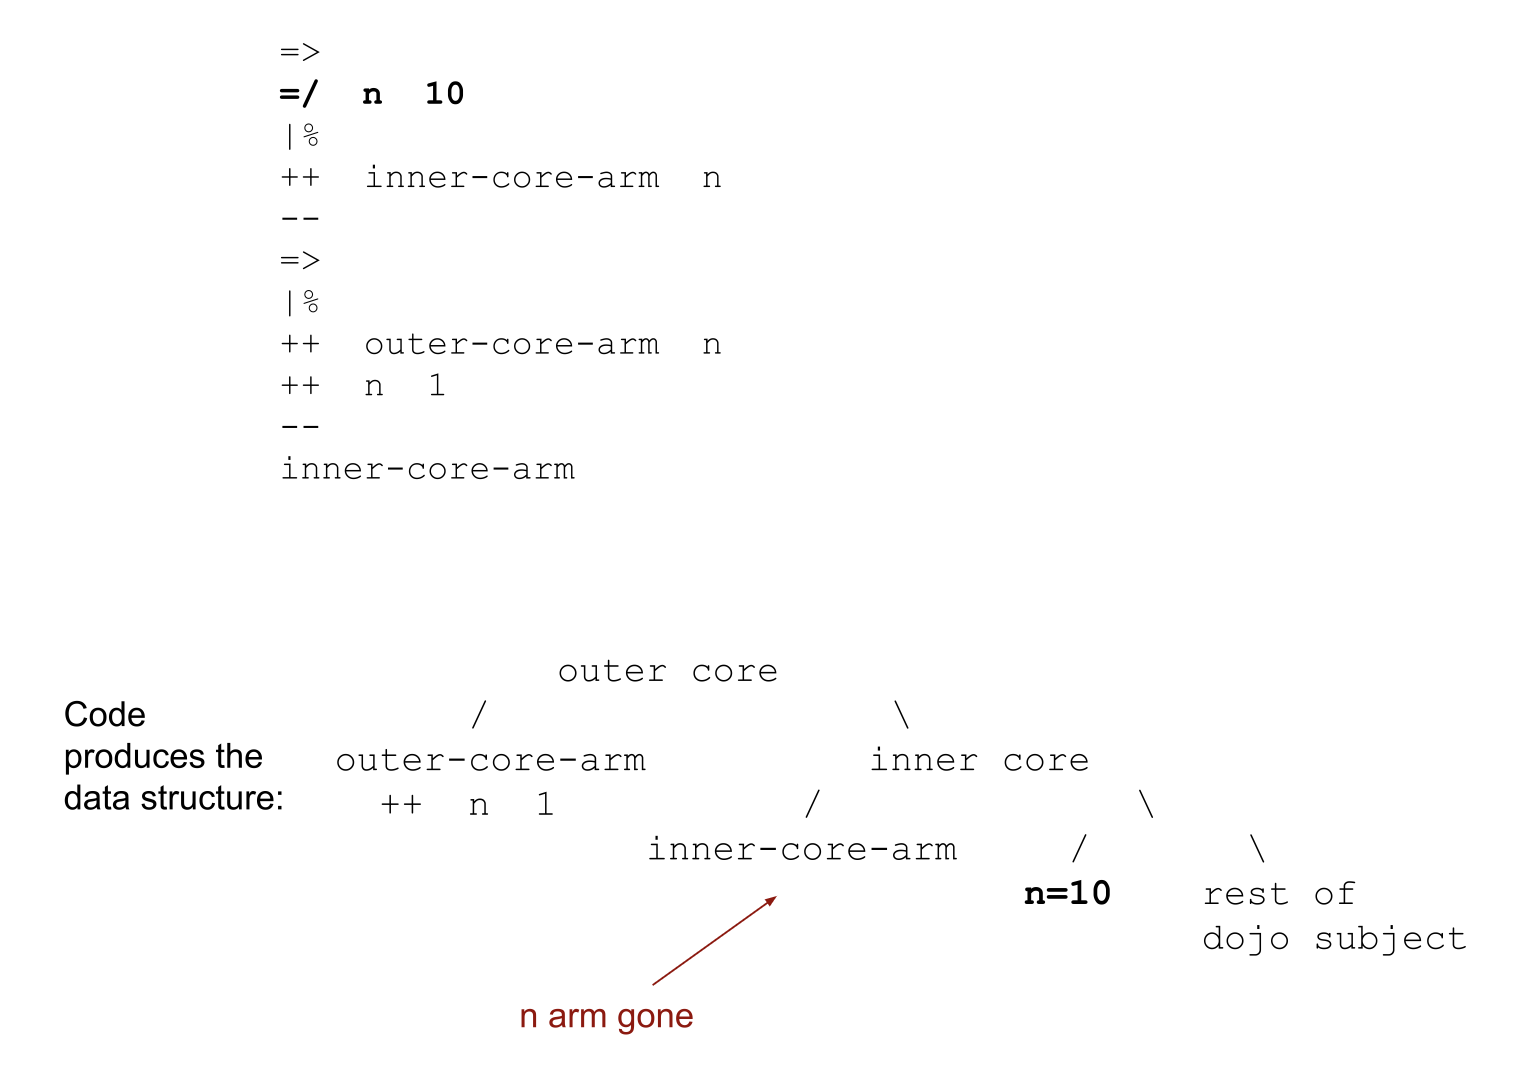 =>
=/  n  10
|%
++  inner-core-arm  n
--
=>
|%
++  outer-core-arm  n
++  n  1
--
inner-core-arm
outer core
Code
produces the
data structure:
/ \
outer-core-arm inner core
++  n  1 / \
inner-core-arm / \
n=10 rest of
dojo subject
n arm gone